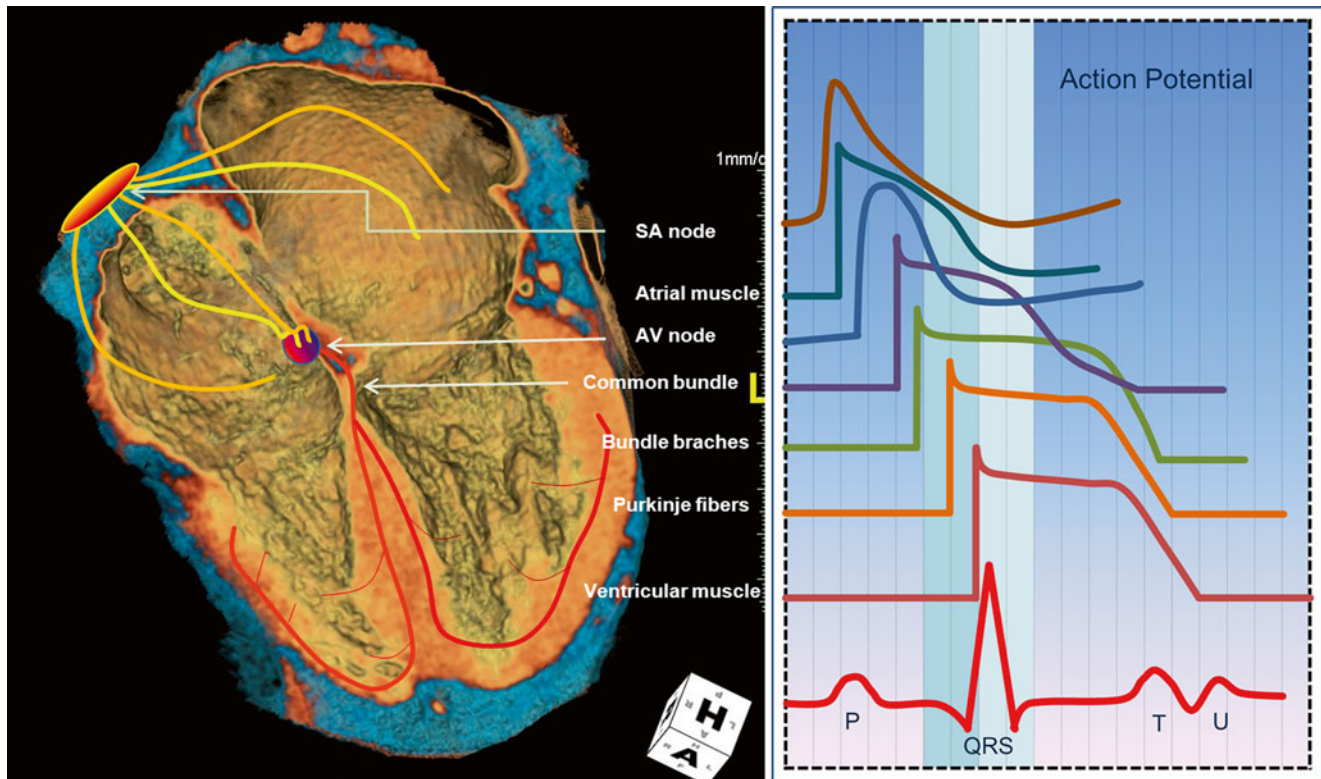 Action Potential
1mm/
SA node
Atrial muscle
AV node
Common bundle
L
Bundle braches
Purkinje fibers
Ventricular muscle
P
QRS
T
U
H
A
P
R
L
A